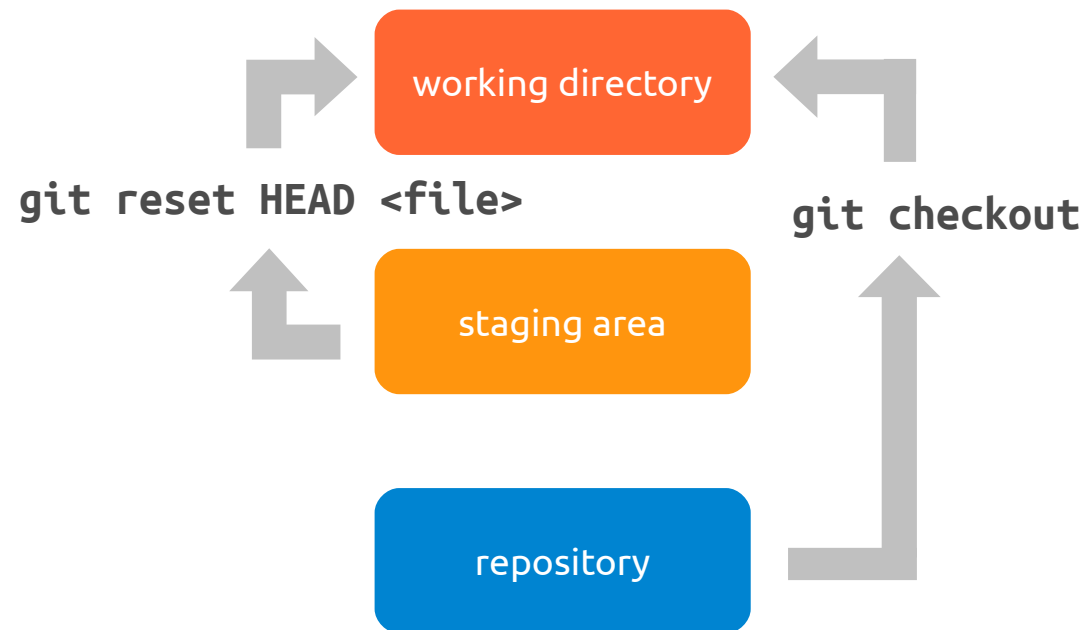 working directory
git reset HEAD <file>
git checkout
staging area
repository